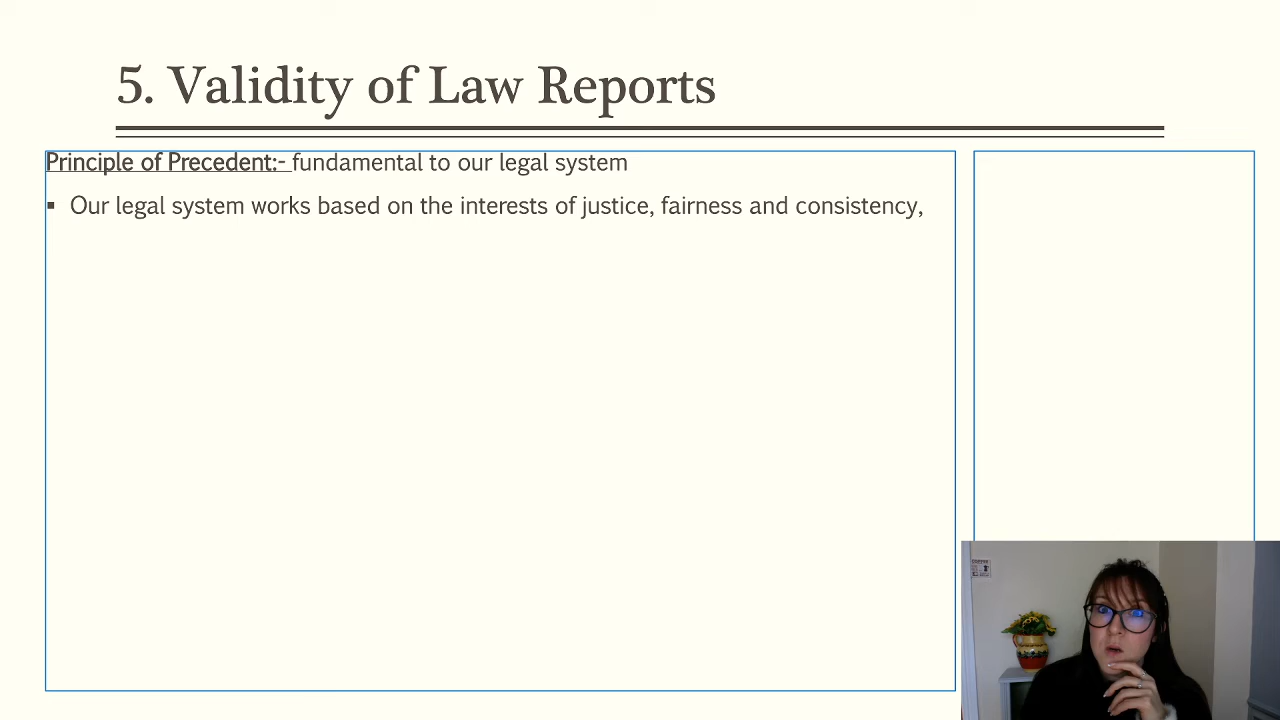 5. Validity of Law Reports
Principle of Precedent:- fundamental to our legal system
▪ Our legal system works based on the interests of justice, fairness and consistency,